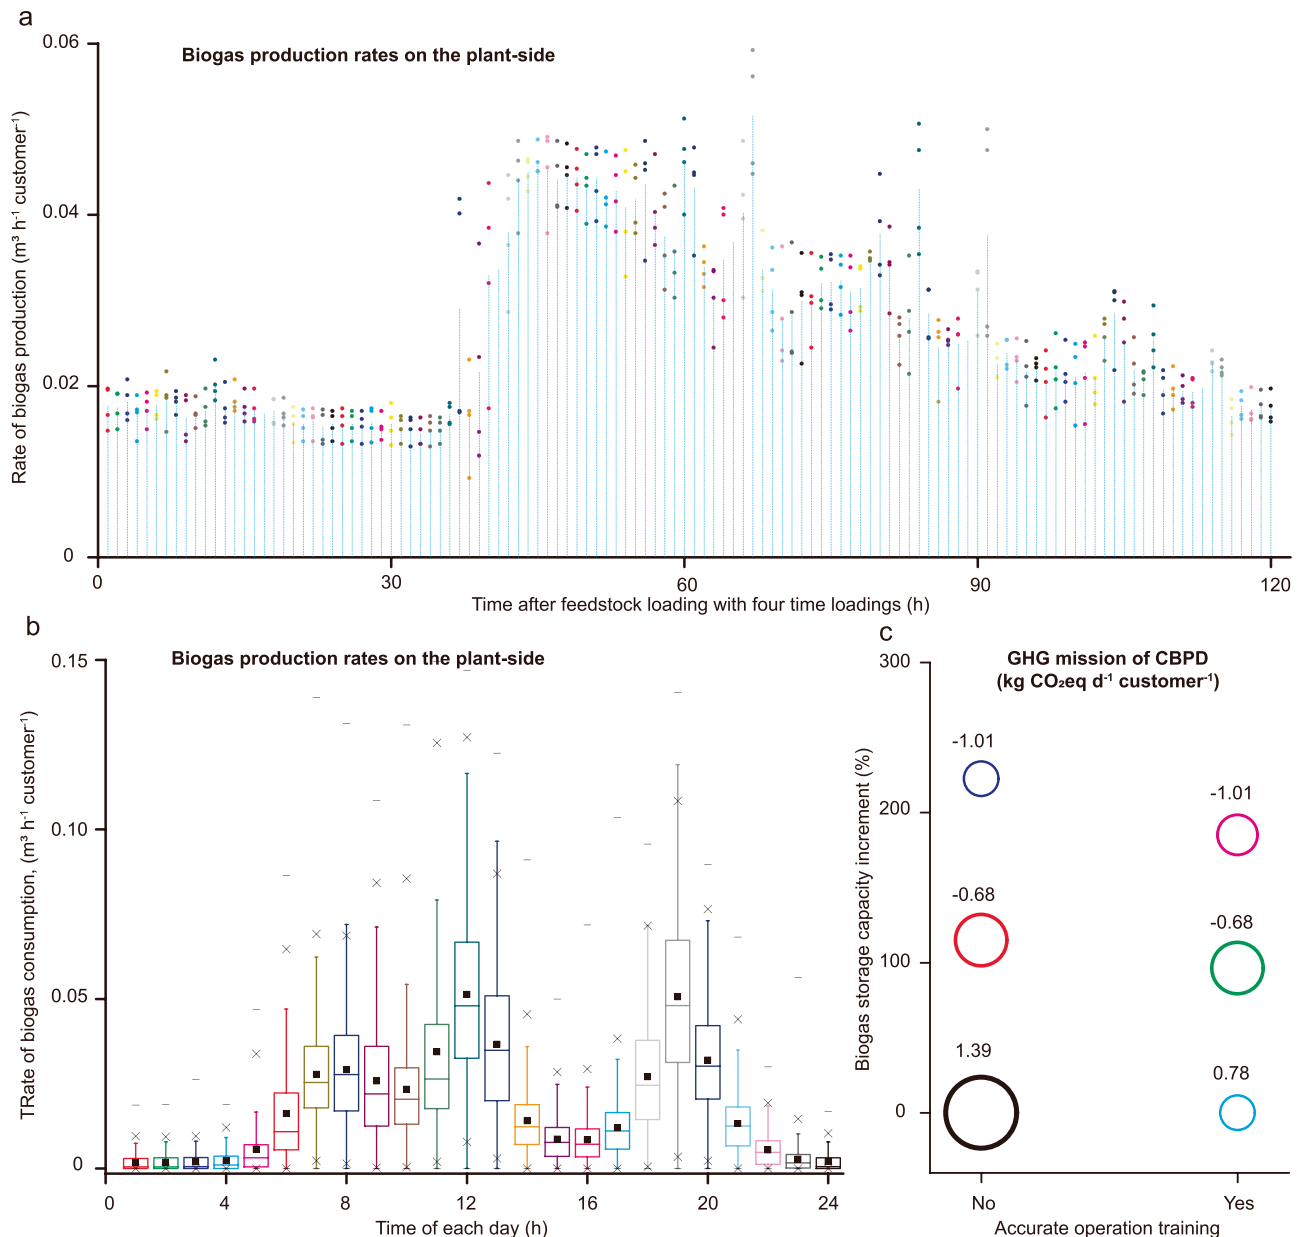 a
Biogas production rates on the plant-side
Rate of biogas production (m³ h⁻¹ customer⁻¹)
0.06
0.04
0.02
0
0 30 60 90 120
Time after feedstock loading with four time loadings (h)
b
Biogas production rates on the plant-side
TRate of biogas consumption, (m³ h⁻¹ customer⁻¹)
0.15
0.10
0.05
0
0 4 8 12 16 20 24
Time of each day (h)
c
GHG mission of CBPD
(kg CO₂eq d⁻¹ customer⁻¹)
Biogas storage capacity increment (%)
300
200
100
0
-1.01
-1.01
-0.68
-0.68
1.39
0.78
No Yes
Accurate operation training